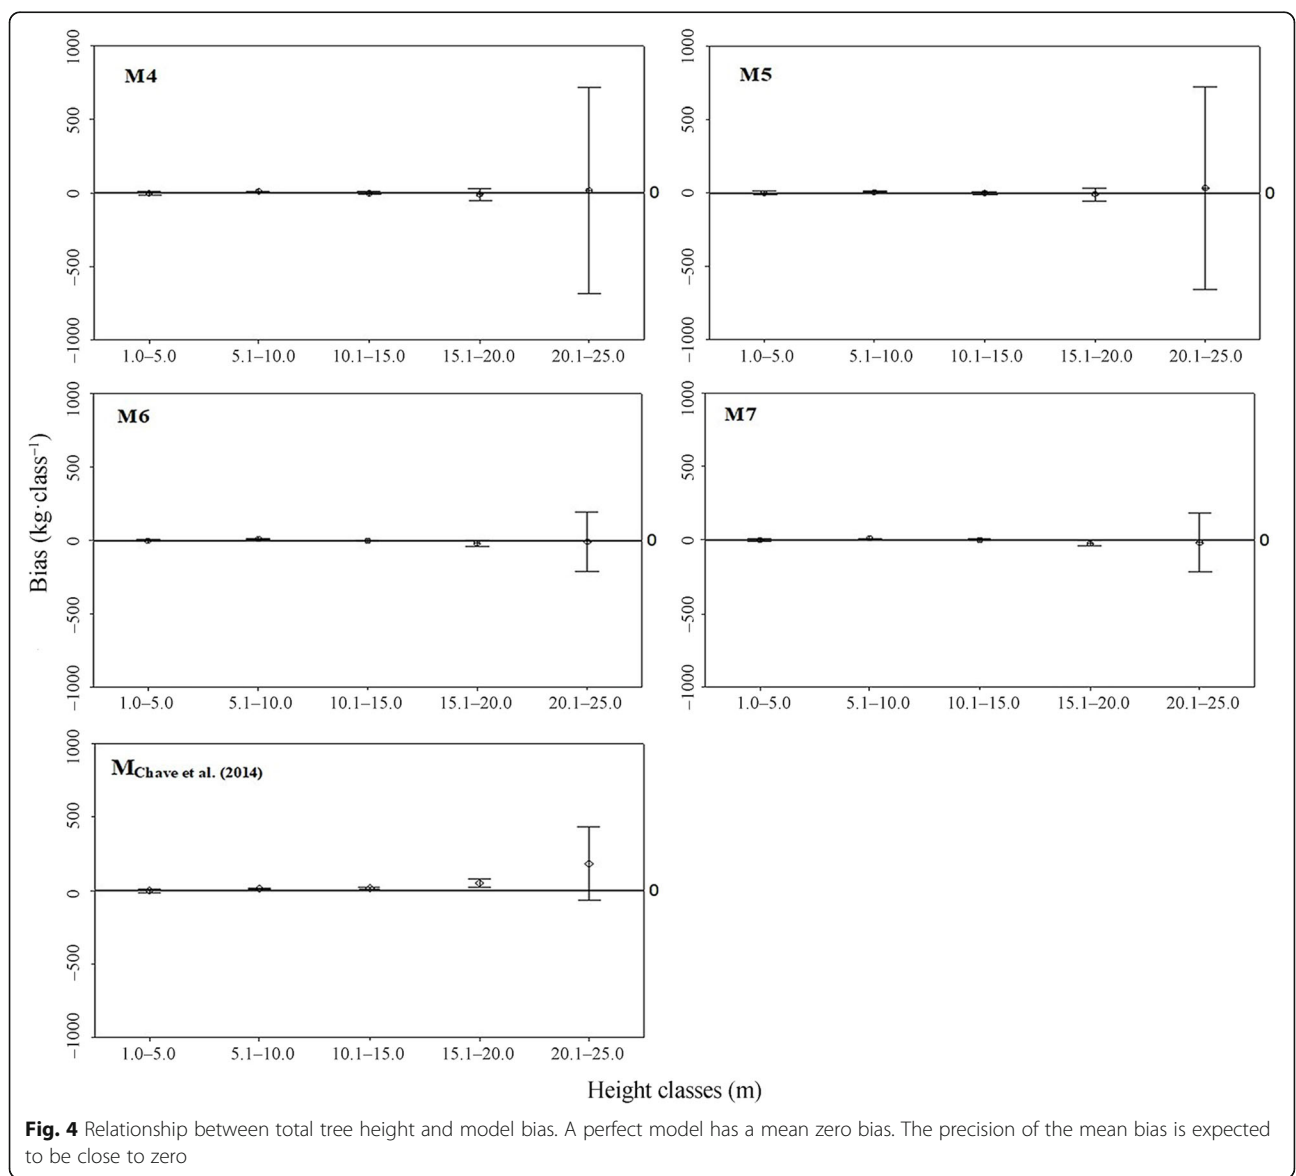 M4
1000
500
0
−500
−1000
0
1.0–5.0 5.1–10.0 10.1–15.0 15.1–20.0 20.1–25.0
M5
1000
500
0
−500
−1000
0
1.0–5.0 5.1–10.0 10.1–15.0 15.1–20.0 20.1–25.0
Bias (kg·class⁻¹)
M6
1000
500
0
−500
−1000
0
1.0–5.0 5.1–10.0 10.1–15.0 15.1–20.0 20.1–25.0
M7
1000
500
0
−500
−1000
0
1.0–5.0 5.1–10.0 10.1–15.0 15.1–20.0 20.1–25.0
M Chave et al. (2014)
1000
500
0
−500
−1000
0
1.0–5.0 5.1–10.0 10.1–15.0 15.1–20.0 20.1–25.0
Height classes (m)
Fig. 4 Relationship between total tree height and model bias. A perfect model has a mean zero bias. The precision of the mean bias is expected
to be close to zero